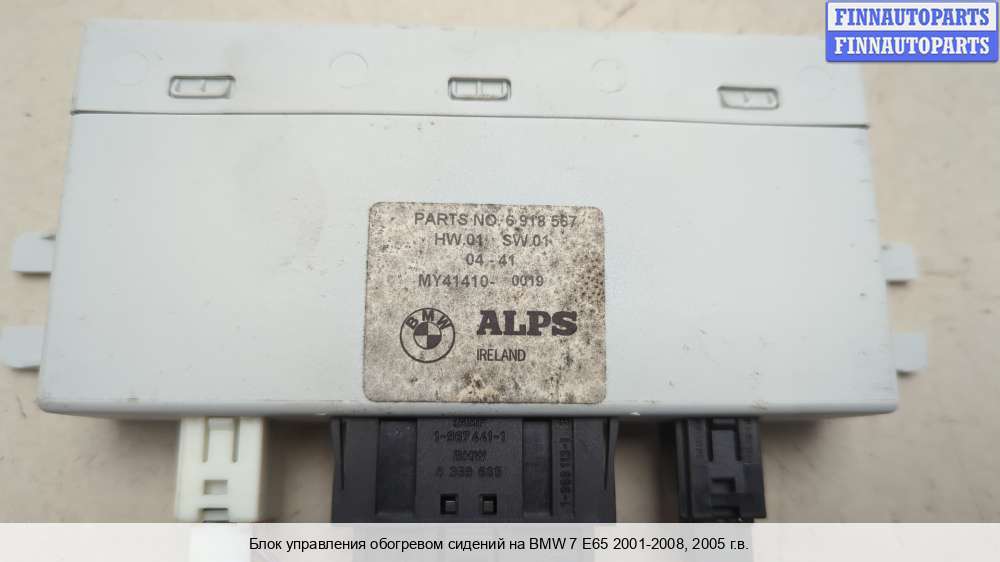 FINNAUTOPARTS
FINNAUTOPARTS
PARTS NO. 6 918 567
HW.01 SW.01
04 - 41
MY41410- 0019
BMW
ALPS
IRELAND
1-967441-1
BMW
Блок управления обогревом сидений на BMW 7 E65 2001-2008, 2005 г.в.